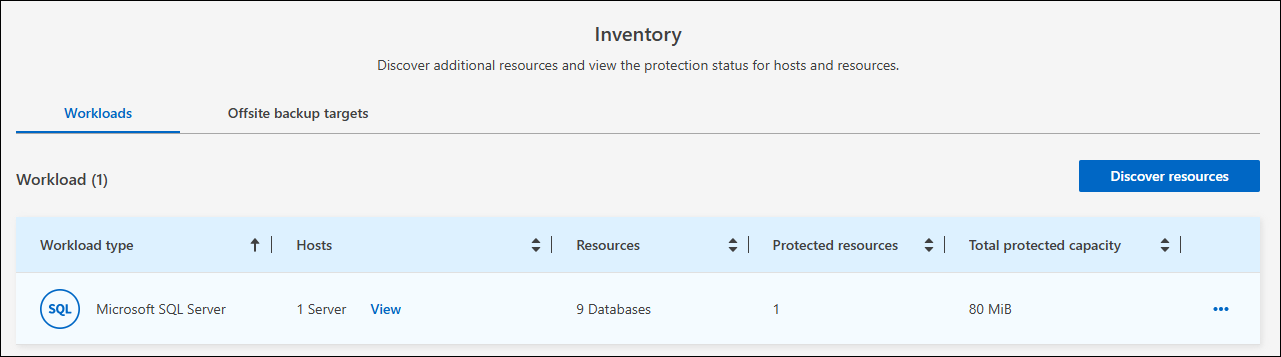 Inventory
Discover additional resources and view the protection status for hosts and resources.
Workloads Offsite backup targets
Workload (1) Discover resources
Workload type Hosts Resources Protected resources Total protected capacity
SQL Microsoft SQL Server 1 Server View 9 Databases 1 80 MiB